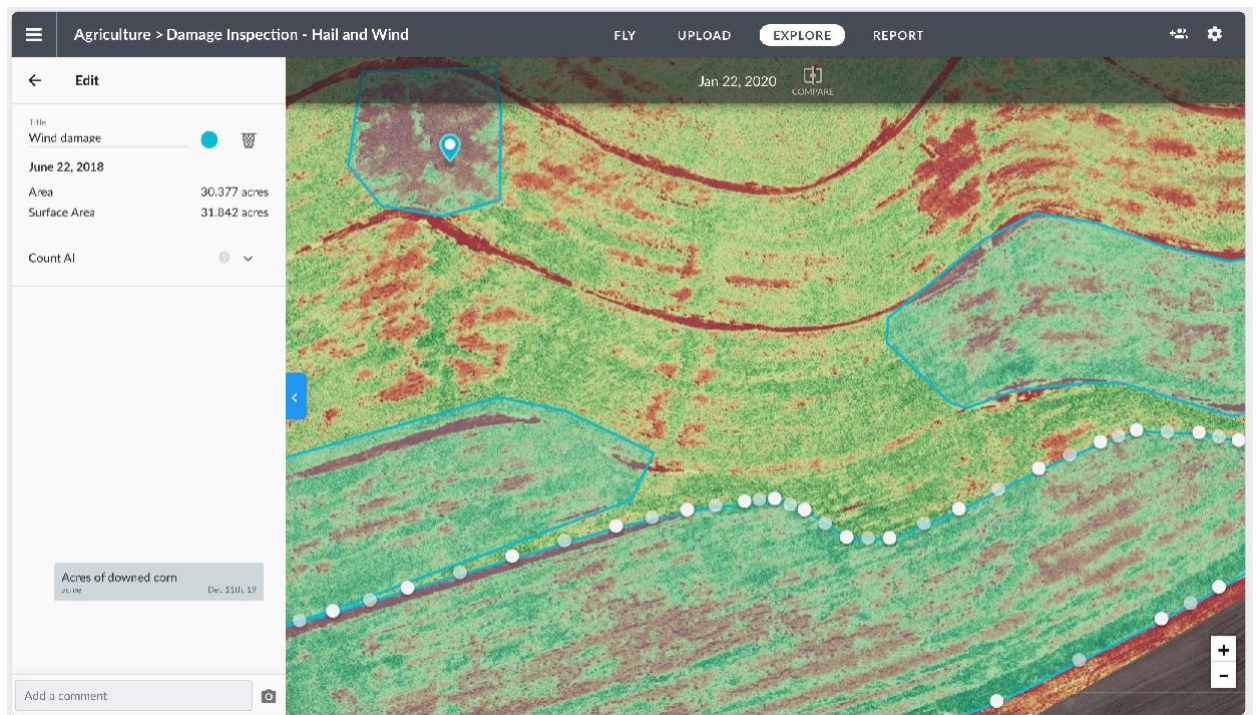 Agriculture > Damage Inspection - Hail and Wind
FLY
UPLOAD
EXPLORE
REPORT
Edit
Jan 22, 2020
COMPARE
Title
Wind damage
June 22, 2018
Area 30.377 acres
Surface Area 31.842 acres
Count AI
Acres of downed corn
11th, 19
Add a comment
+
-